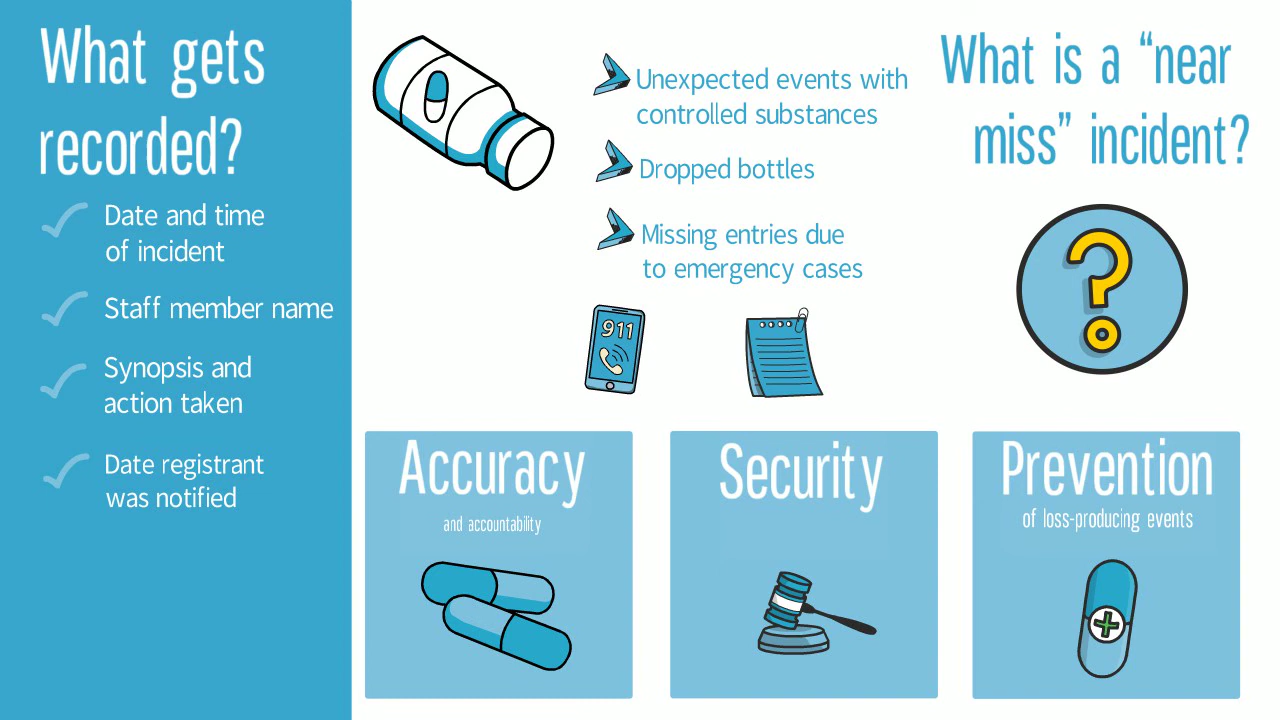 What gets
recorded?
Date and time
of incident
Staff member name
Synopsis and
action taken
Date registrant
was notified
Unexpected events with
controlled substances
Dropped bottles
Missing entries due
to emergency cases
911
What is a “near
miss” incident?
Accuracy
and accountability
Security
Prevention
of loss-producing events